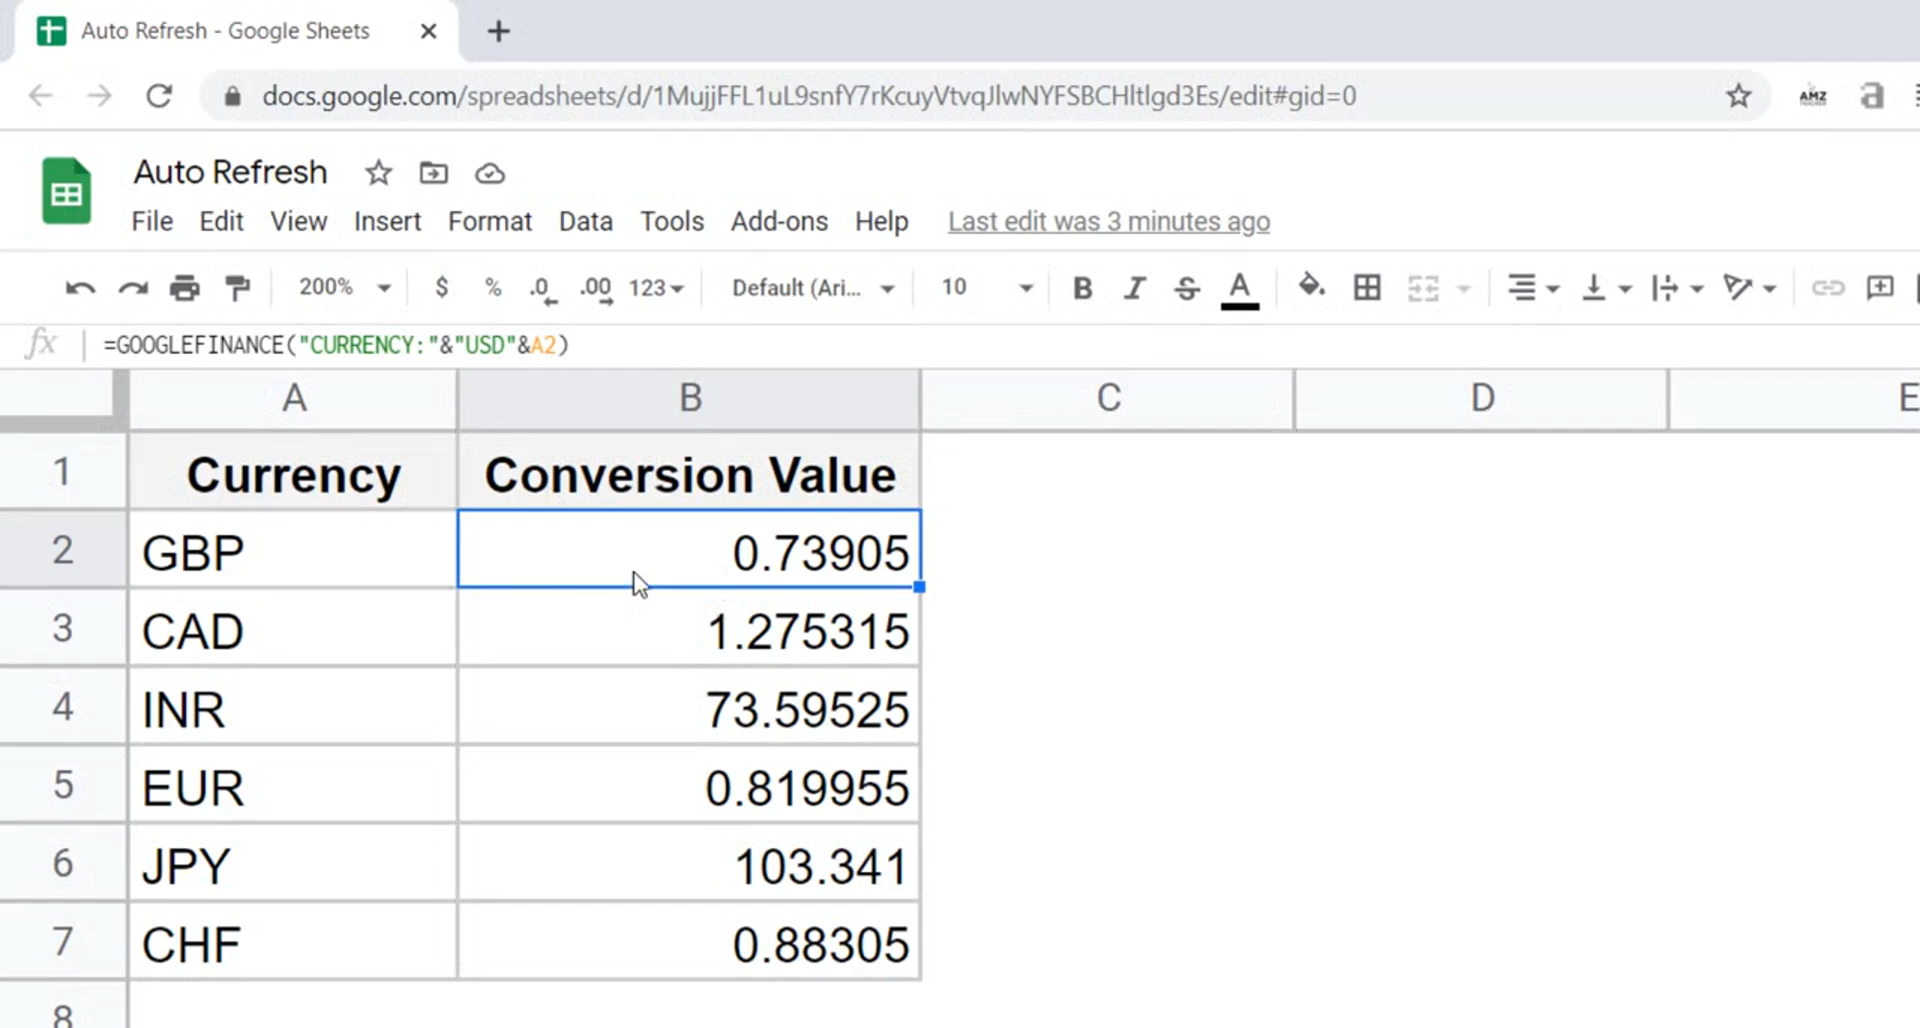 Auto Refresh - Google Sheets
docs.google.com/spreadsheets/d/1MujjFFL1uL9snfY7rKcuyVtvqJlwNYFSBCHltlgd3Es/edit#gid=0
AMZ
a
Auto Refresh
File Edit View Insert Format Data Tools Add-ons Help Last edit was 3 minutes ago
200% $ % .0 .00 123 Default (Ari... 10 B I S A
fx =GOOGLEFINANCE("CURRENCY:"&"USD"&A2)
A B C D E
1 Currency Conversion Value
2 GBP 0.73905
3 CAD 1.275315
4 INR 73.59525
5 EUR 0.819955
6 JPY 103.341
7 CHF 0.88305
8